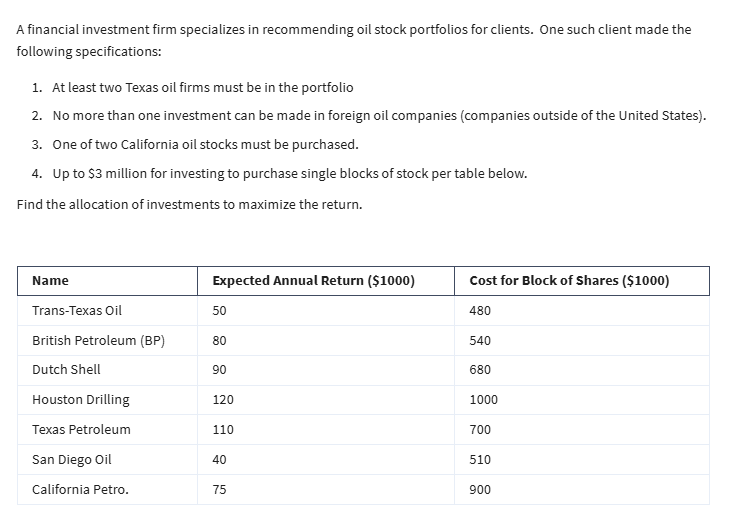 A financial investment firm specializes in recommending oil stock portfolios for clients. One such client made the
following specifications:
1. At least two Texas oil firms must be in the portfolio
2. No more than one investment can be made in foreign oil companies (companies outside of the United States).
3. One of two California oil stocks must be purchased.
4. Up to $3 million for investing to purchase single blocks of stock per table below.
Find the allocation of investments to maximize the return.
Name Expected Annual Return ($1000) Cost for Block of Shares ($1000)
Trans-Texas Oil 50 480
British Petroleum (BP) 80 540
Dutch Shell 90 680
Houston Drilling 120 1000
Texas Petroleum 110 700
San Diego Oil 40 510
California Petro. 75 900